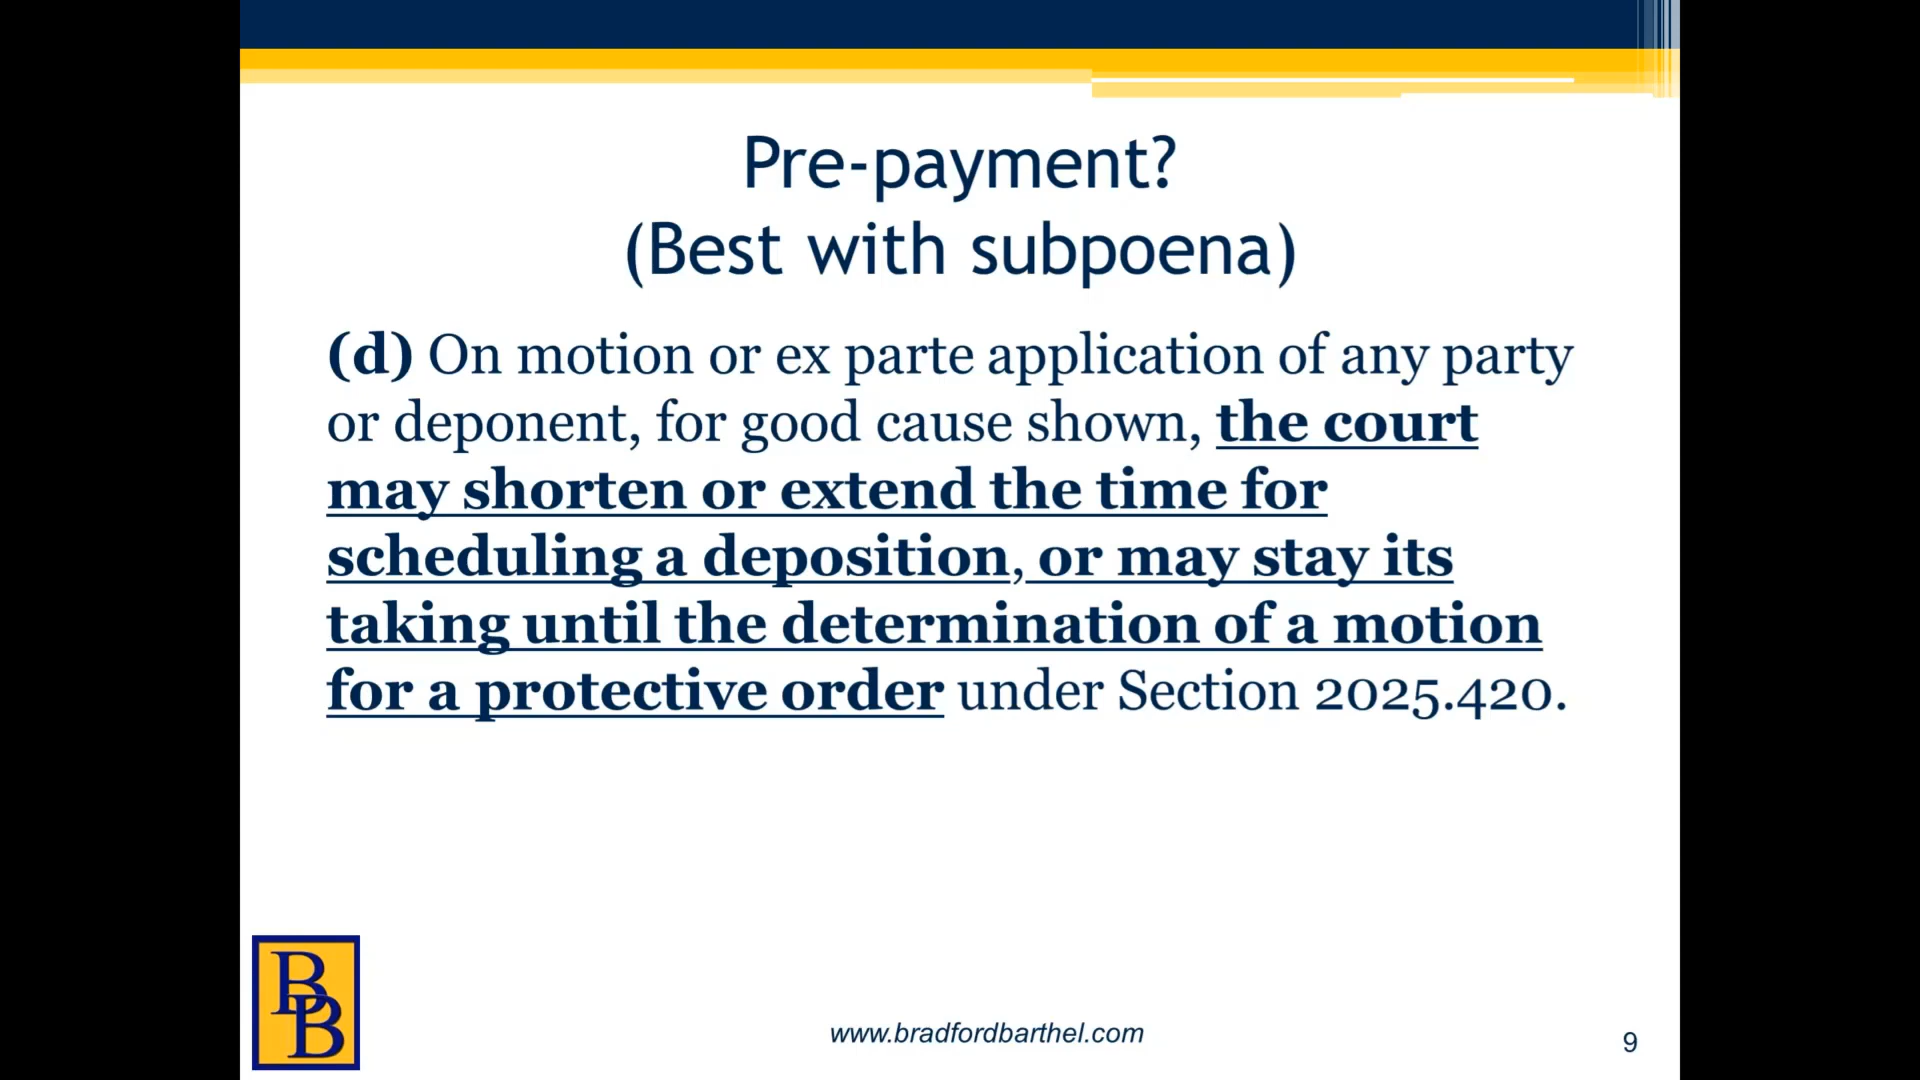 Pre-payment?
(Best with subpoena)
(d) On motion or ex parte application of any party
or deponent, for good cause shown, the court
may shorten or extend the time for
scheduling a deposition, or may stay its
taking until the determination of a motion
for a protective order under Section 2025.420.
BB
www.bradfordbarthel.com
9